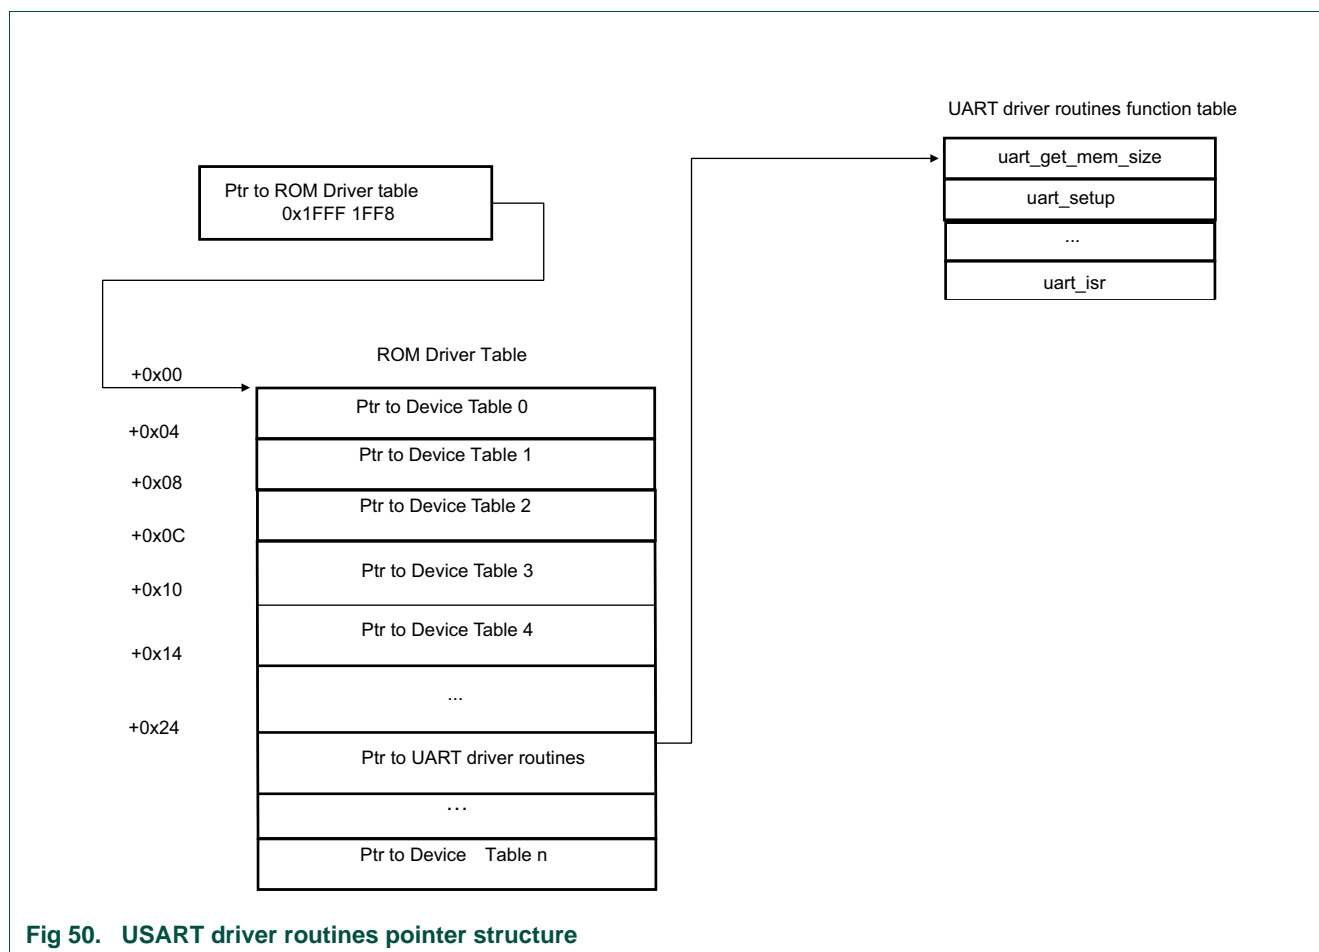 UART driver routines function table
uart_get_mem_size
uart_setup
...
uart_isr
Ptr to ROM Driver table
0x1FFF 1FF8
ROM Driver Table
+0x00
Ptr to Device Table 0
+0x04
Ptr to Device Table 1
+0x08
Ptr to Device Table 2
+0x0C
Ptr to Device Table 3
+0x10
Ptr to Device Table 4
+0x14
...
+0x24
Ptr to UART driver routines
...
Ptr to Device Table n
Fig 50. USART driver routines pointer structure